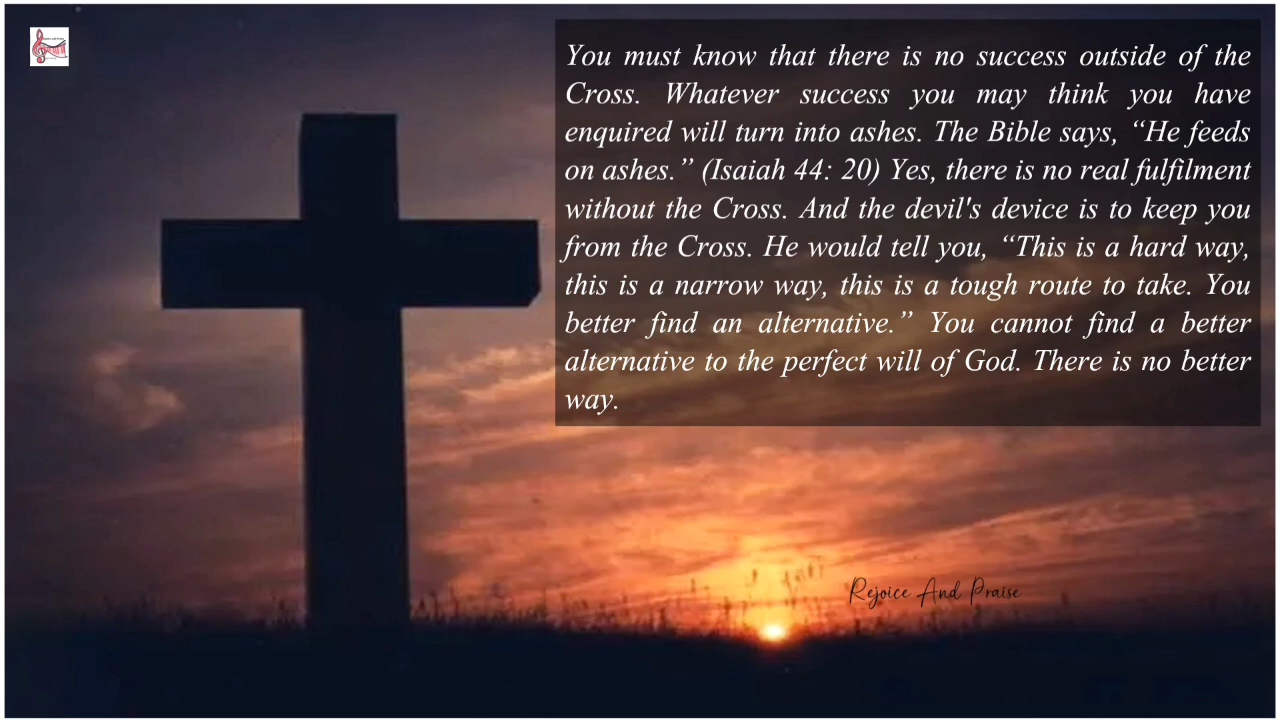 You must know that there is no success outside of the
Cross. Whatever success you may think you have
enquired will turn into ashes. The Bible says, “He feeds
on ashes.” (Isaiah 44: 20) Yes, there is no real fulfilment
without the Cross. And the devil's device is to keep you
from the Cross. He would tell you, “This is a hard way,
this is a narrow way, this is a tough route to take. You
better find an alternative.” You cannot find a better
alternative to the perfect will of God. There is no better
way.
Rejoice And Praise